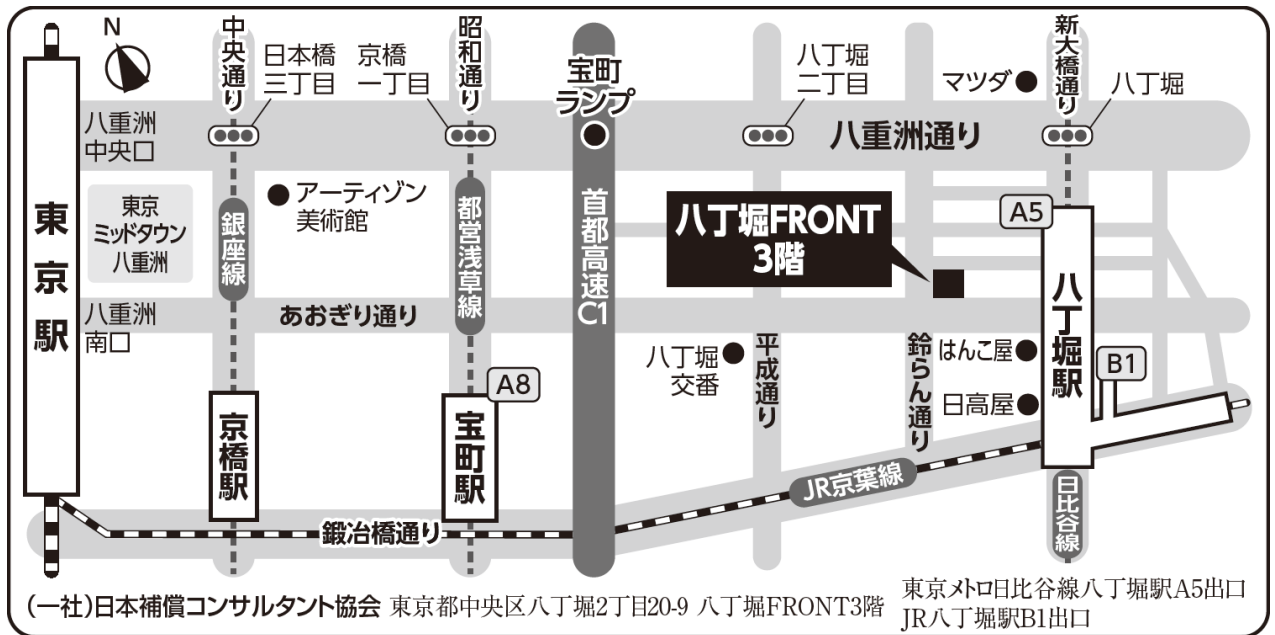 N
中央通り
日本橋
三丁目
京橋
一丁目
昭和通り
宝町
ランプ
八丁堀
二丁目
マツダ
新大橋通り
八丁堀
八重洲
中央口
八重洲通り
東京駅
東京
ミッドタウン
八重洲
銀座線
アーティゾン
美術館
都営浅草線
首都高速C1
八丁堀FRONT
3階
A5
八丁堀駅
八重洲
南口
あおぎり通り
八丁堀
交番
平成通り
鈴らん通り
はんこ屋
B1
日高屋
京橋駅
A8
宝町駅
JR京葉線
日比谷線
鍛冶橋通り
(一社)日本補償コンサルタント協会 東京都中央区八丁堀2丁目20-9 八丁堀FRONT3階
東京メトロ日比谷線八丁堀駅A5出口
JR八丁堀駅B1出口